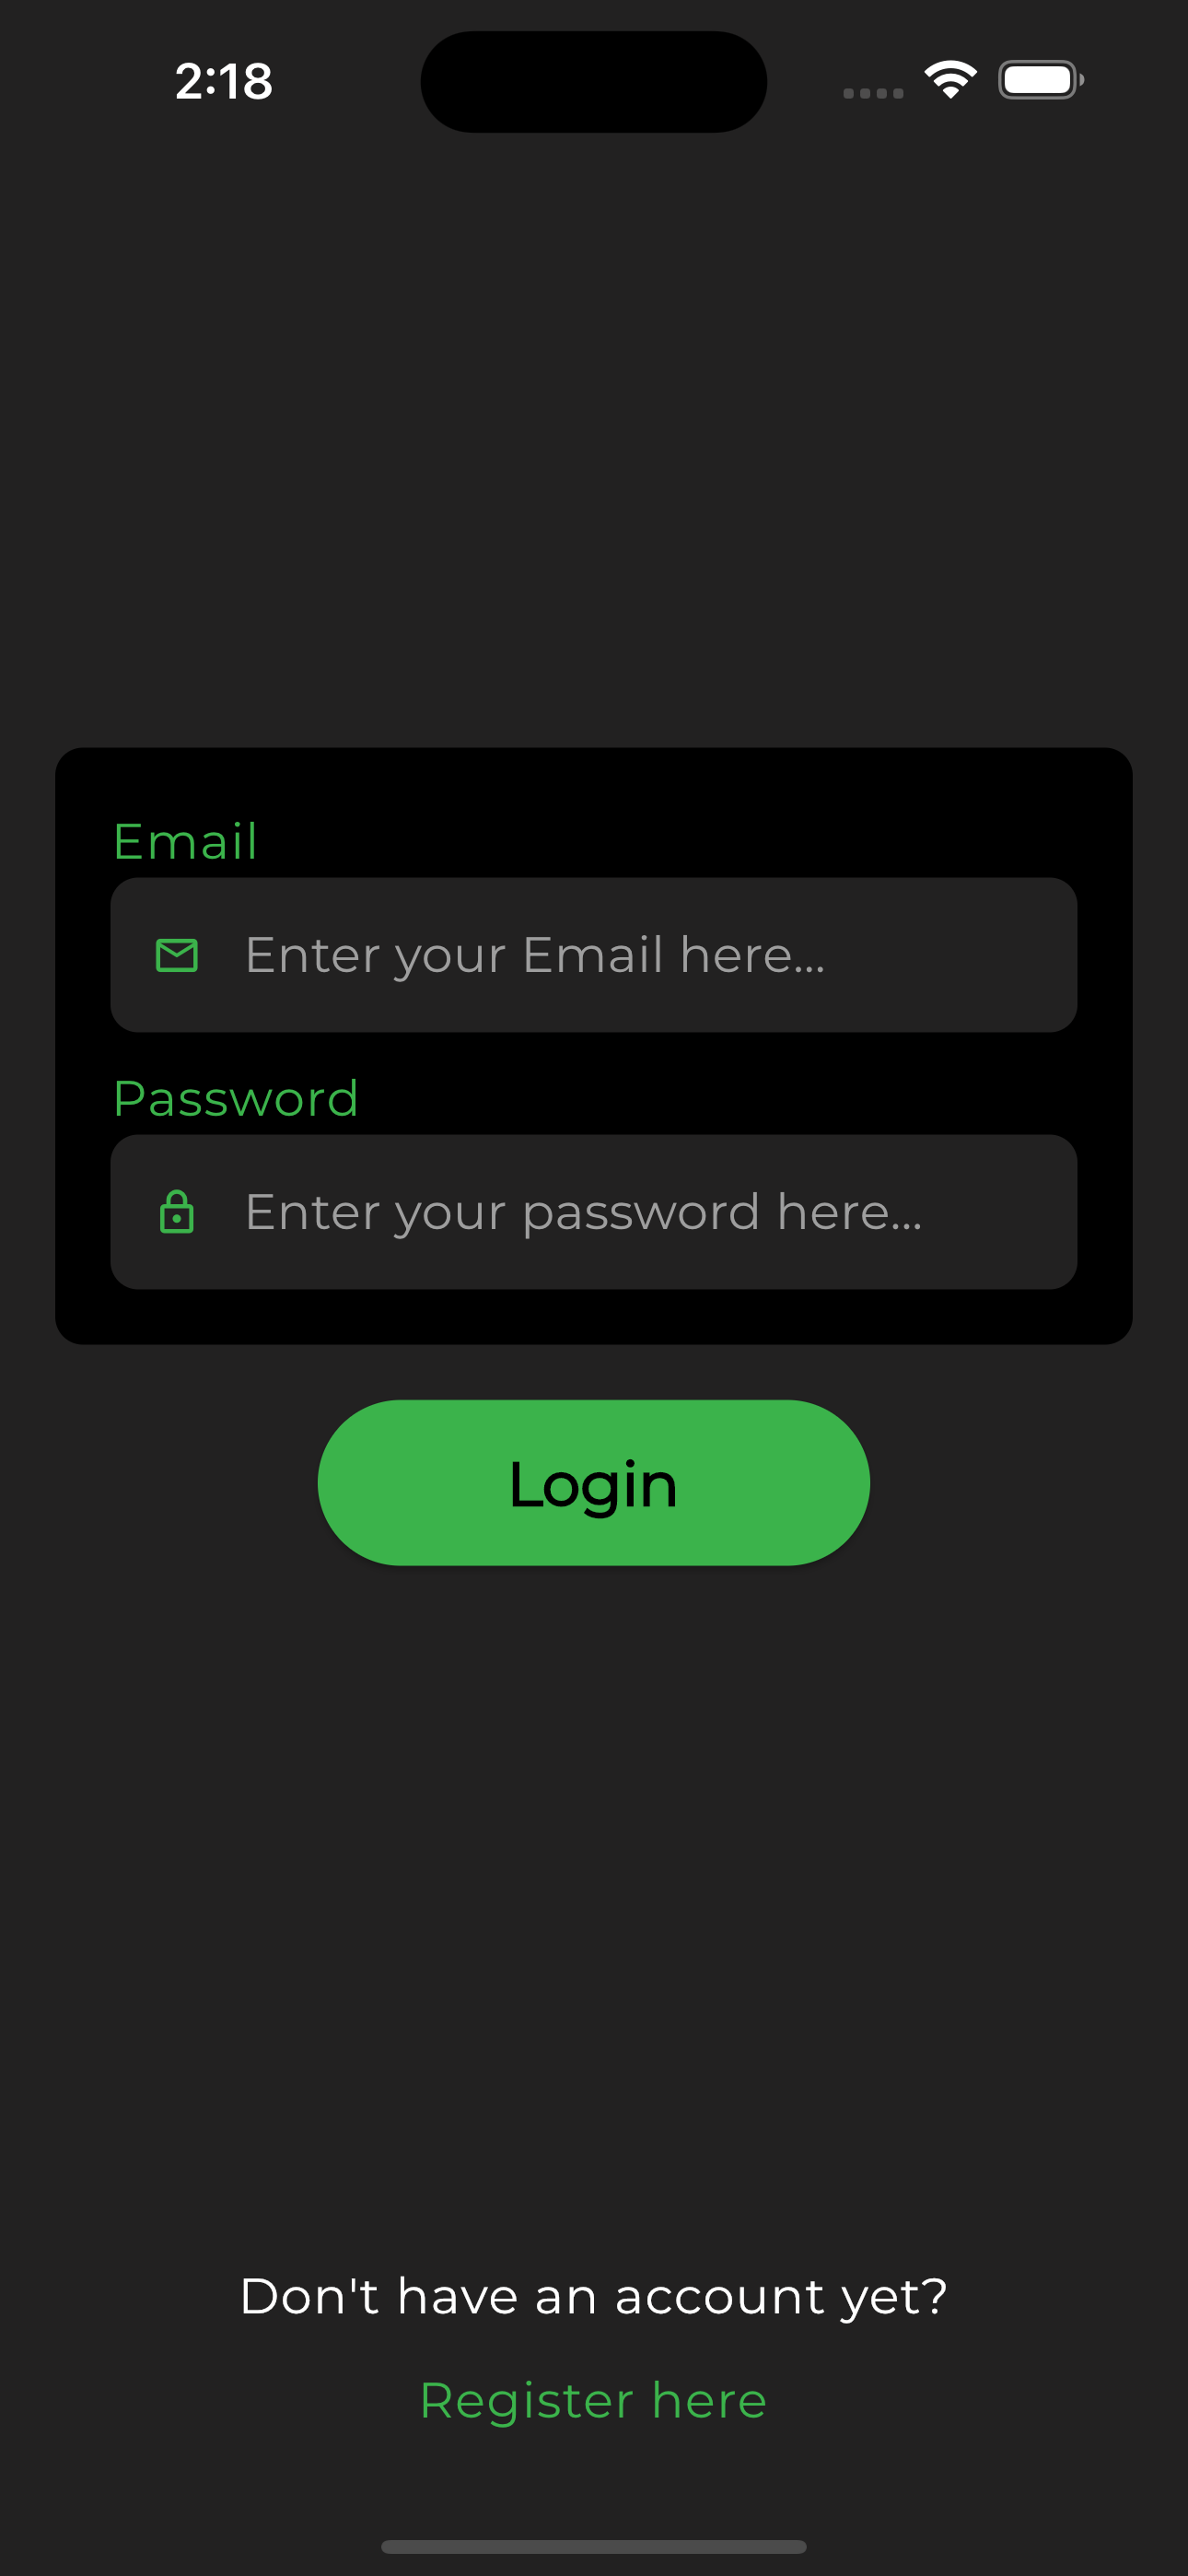 2:18
Email
Enter your Email here...
Password
Enter your password here...
Login
Don't have an account yet?
Register here